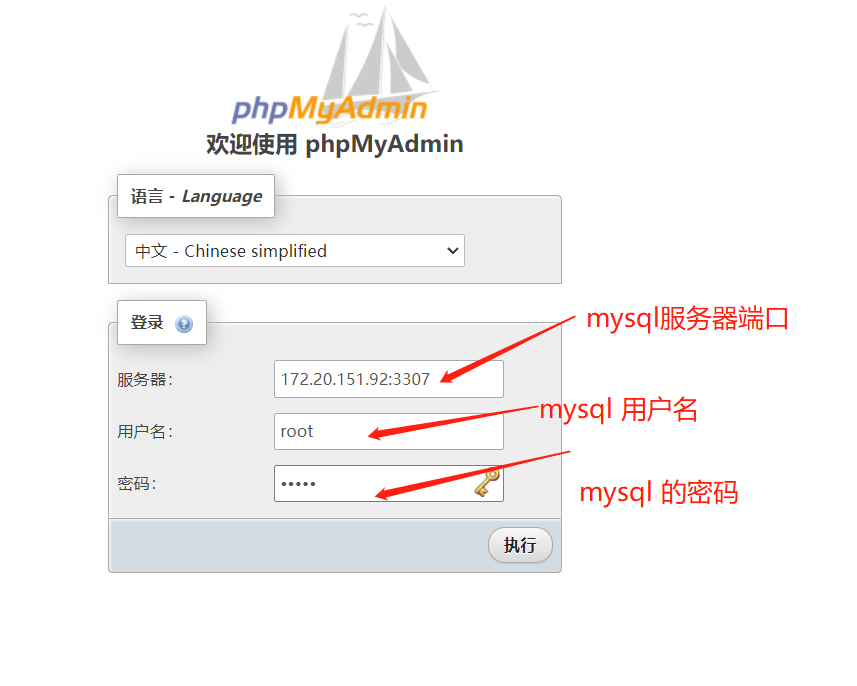 phpMyAdmin
欢迎使用 phpMyAdmin
语言 - Language
中文 - Chinese simplified
登录
mysql服务器端口
服务器：
172.20.151.92:3307
mysql 用户名
用户名：
root
密码：
•••••
mysql 的密码
执行